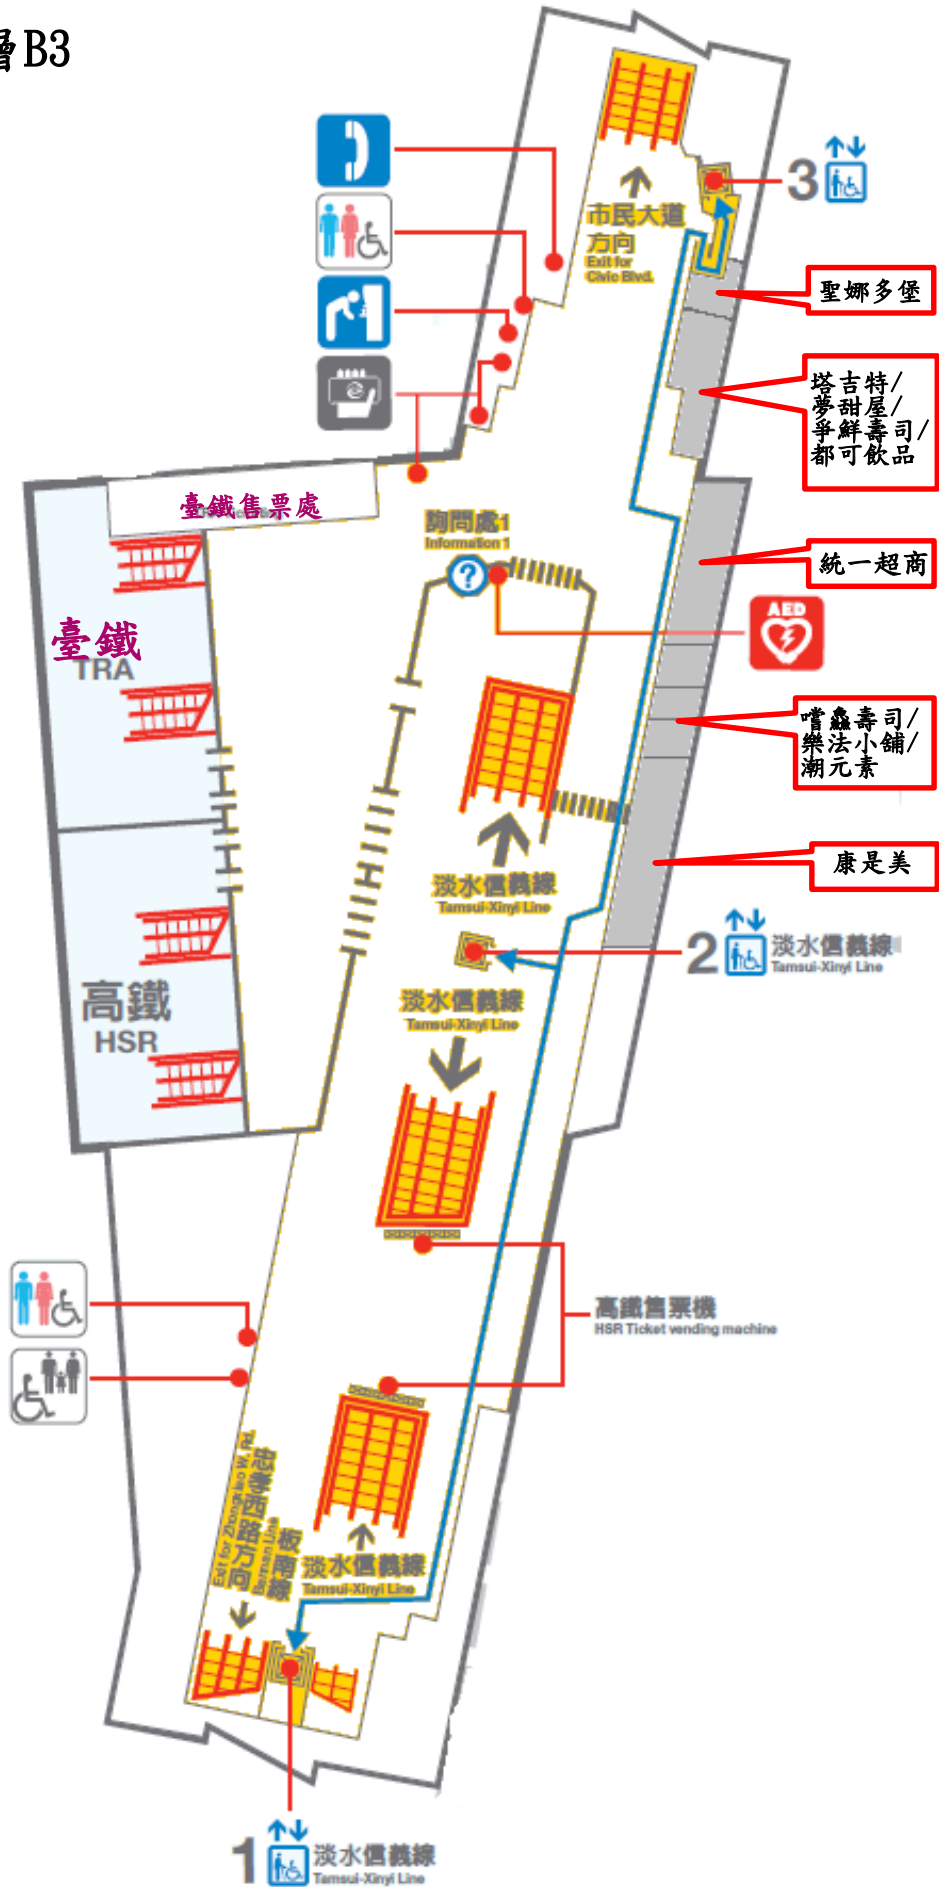 層B3
3
市民大道
方向
Exit for
Civic Blvd.
聖娜多堡
塔吉特/
夢甜屋/
爭鮮壽司/
都可飲品
臺鐵售票處
詢問處1
Information 1
?
統一超商
AED
臺鐵
TRA
嚐鱻壽司/
樂法小舖/
潮元素
淡水信義線
Tamsui-Xinyi Line
康是美
2
淡水信義線
Tamsui-Xinyi Line
高鐵
HSR
淡水信義線
Tamsui-Xinyi Line
高鐵售票機
HSR Ticket vending machine
忠孝西路方向
Exit for Zhongxiao W. Rd.
板南線
Bannan Line
淡水信義線
Tamsui-Xinyi Line
1
淡水信義線
Tamsui-Xinyi Line